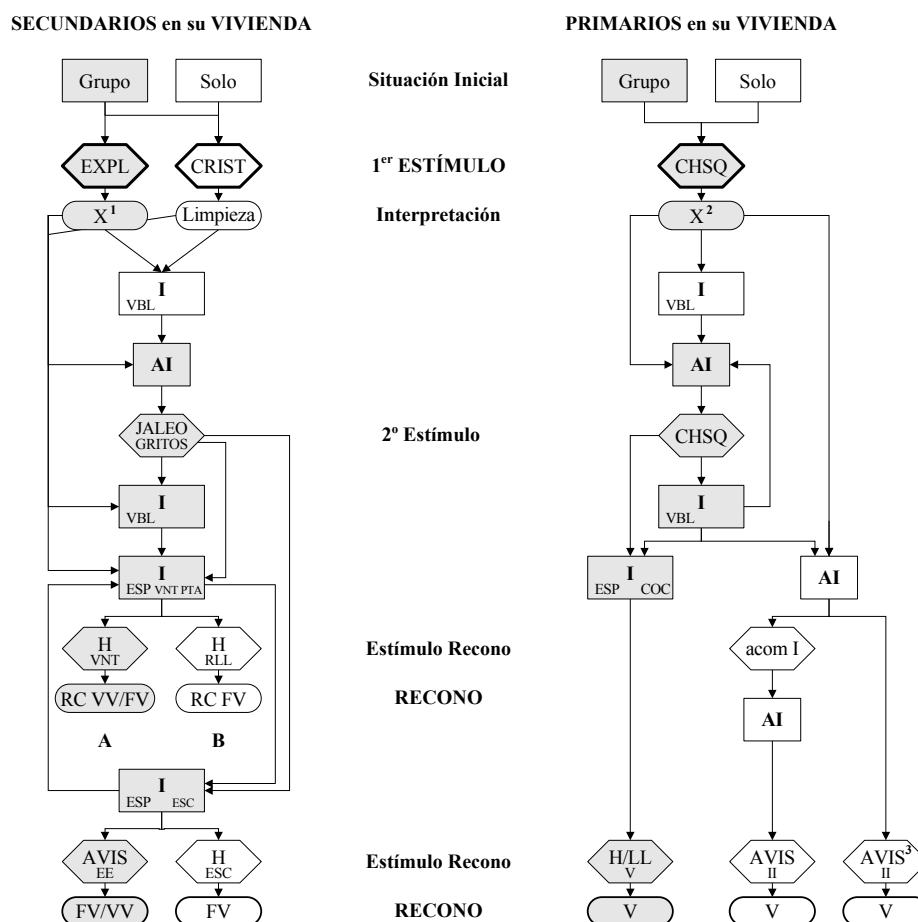 SECUNDARIOS en su VIVIENDA
PRIMARIOS en su VIVIENDA
Grupo Solo Situación Inicial Grupo Solo
EXPL CRIST 1er ESTÍMULO CHSQ
X1 Limpieza Interpretación X2
I
VBL
I
VBL
AI AI
JALEO
GRITOS
2º Estímulo
CHSQ
I
VBL
I
VBL
I
ESP VNT PTA
I
ESP COC
AI
H
VNT
H
RLL
Estímulo Recono
acom I
RC VV/FV RC FV RECONO
AI
A B
I
ESP ESC
AVIS
EE
H
ESC
Estímulo Recono
H/LL
V
AVIS
II
AVIS3
II
FV/VV FV RECONO V V V